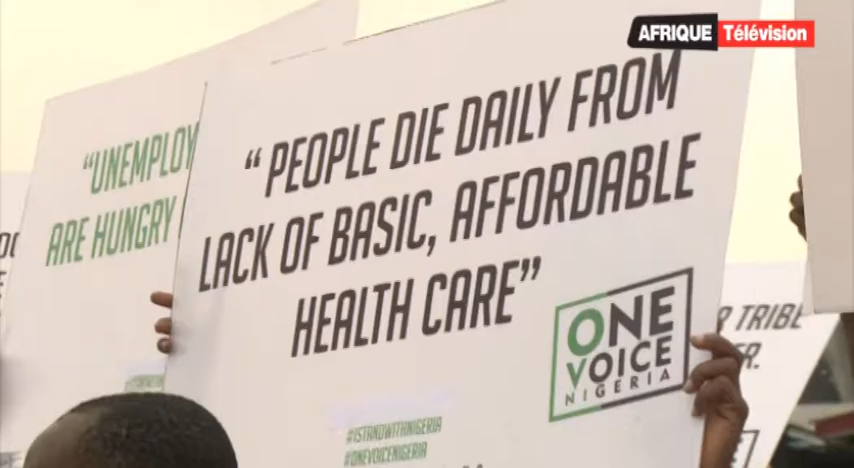 AFRIQUE Télévision
"UNEMPLOY
ARE HUNGRY
"PEOPLE DIE DAILY FROM
LACK OF BASIC, AFFORDABLE
HEALTH CARE"
ONE
VOICE
NIGERIA
#ISTANDWITHNIGERIA
#ONEVOICENIGERIA
TRIBE